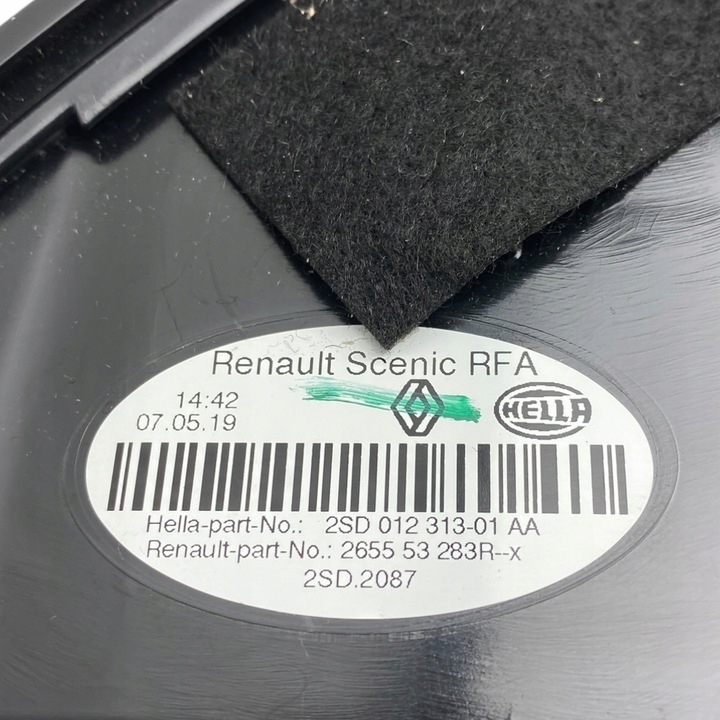 Renault Scenic RFA
14:42
07.05.19
HELLA
Hella-part-No.: 2SD 012 313-01 AA
Renault-part-No.: 2655 53 283R--x
2SD.2087